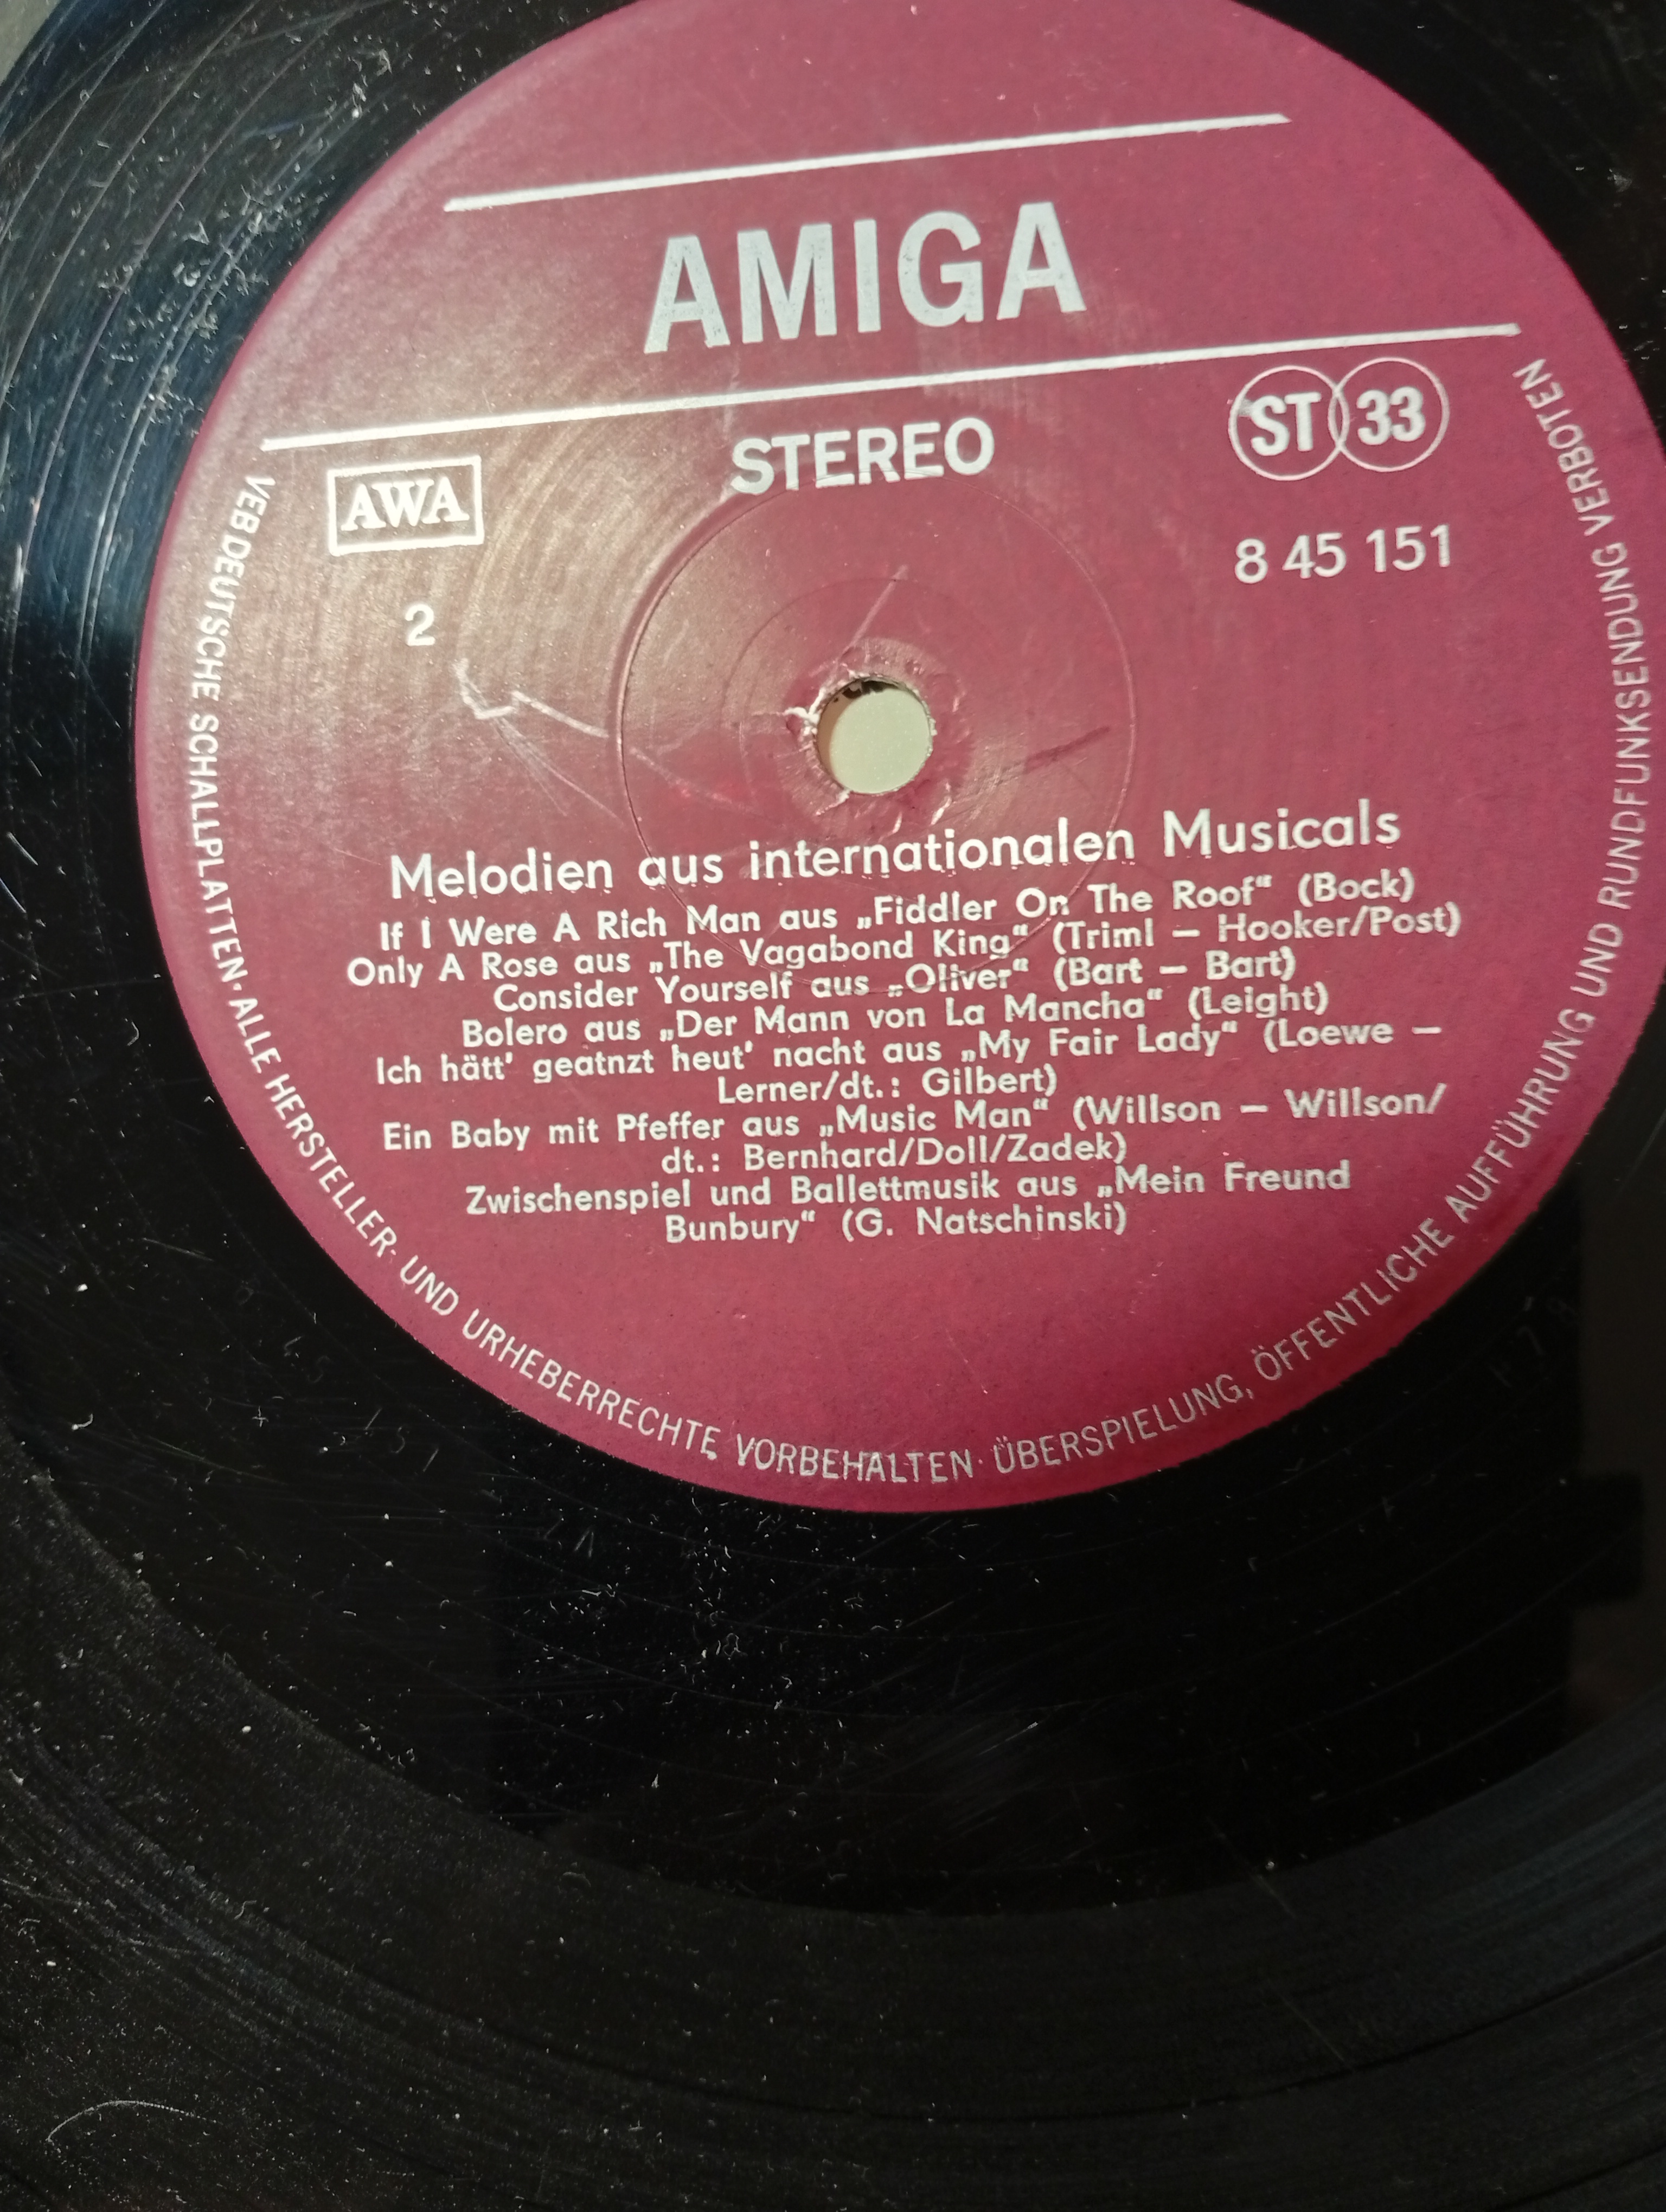 AMIGA
STEREO
ST 33
AWA
8 45 151
2
Melodien aus internationalen Musicals
If I Were A Rich Man aus „Fiddler On The Roof“ (Bock)
Only A Rose aus „The Vagabond King“ (Triml – Hooker/Post)
Consider Yourself aus „Oliver“ (Bart – Bart)
Bolero aus „Der Mann von La Mancha“ (Leight)
Ich hätt’ geatnzt heut’ nacht aus „My Fair Lady“ (Loewe –
Lerner/dt.: Gilbert)
Ein Baby mit Pfeffer aus „Music Man“ (Willson – Willson/
dt.: Bernhard/Doll/Zadek)
Zwischenspiel und Ballettmusik aus „Mein Freund
Bunbury“ (G. Natschinski)
VEB DEUTSCHE SCHALLPLATTEN · ALLE HERSTELLER- UND URHEBERRECHTE VORBEHALTEN · ÜBERSPIELUNG, ÖFFENTLICHE AUFFÜHRUNG UND RUNDFUNKSENDUNG VERBOTEN